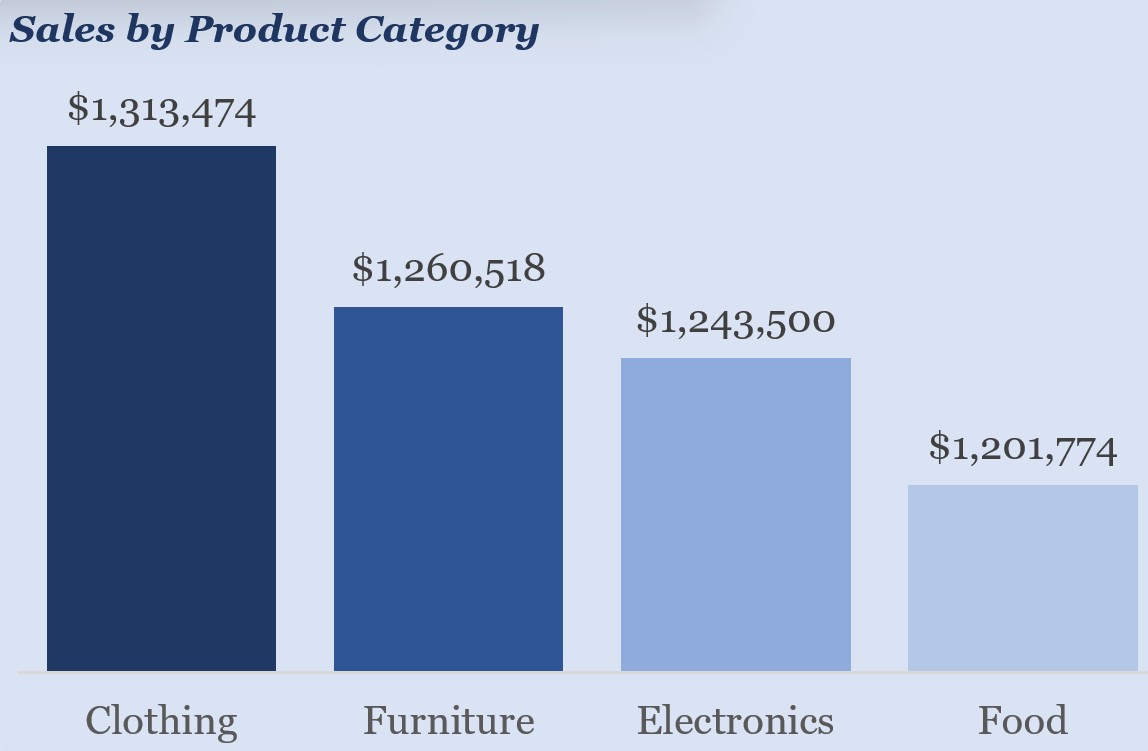 Sales by Product Category
$1,313,474
$1,260,518
$1,243,500
$1,201,774
Clothing Furniture Electronics Food